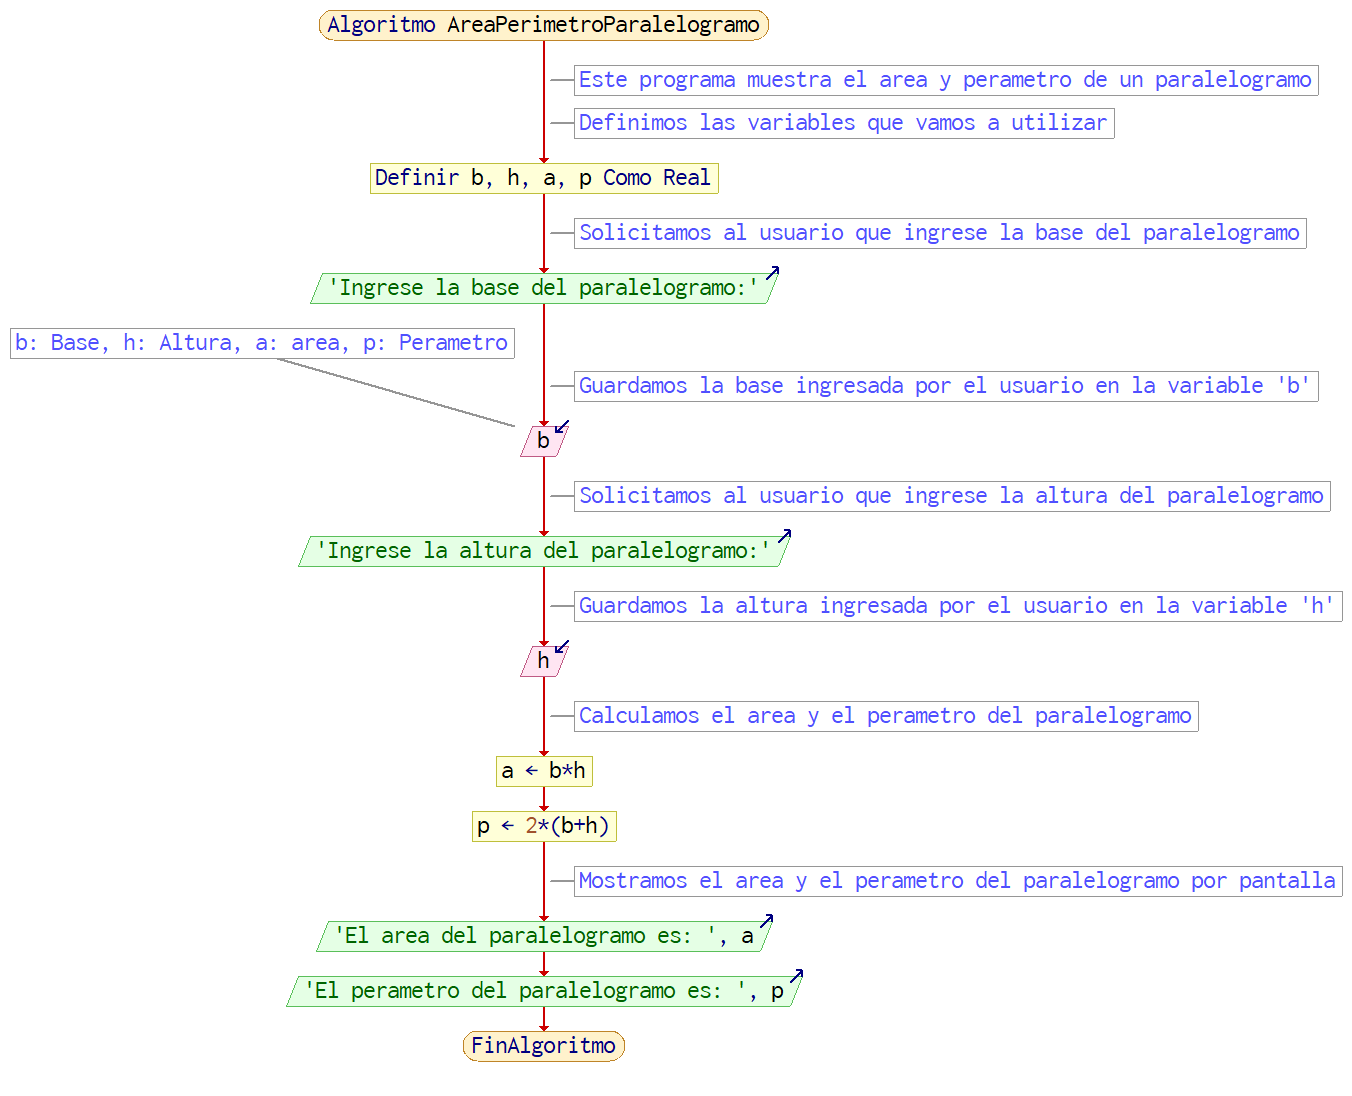 Algoritmo AreaPerimetroParalelogramo
Este programa muestra el area y perametro de un paralelogramo
Definimos las variables que vamos a utilizar
Definir b, h, a, p Como Real
Solicitamos al usuario que ingrese la base del paralelogramo
'Ingrese la base del paralelogramo:'
b: Base, h: Altura, a: area, p: Perametro
Guardamos la base ingresada por el usuario en la variable 'b'
b
Solicitamos al usuario que ingrese la altura del paralelogramo
'Ingrese la altura del paralelogramo:'
Guardamos la altura ingresada por el usuario en la variable 'h'
h
Calculamos el area y el perametro del paralelogramo
a ← b*h
p ← 2*(b+h)
Mostramos el area y el perametro del paralelogramo por pantalla
'El area del paralelogramo es: ', a
'El perametro del paralelogramo es: ', p
FinAlgoritmo